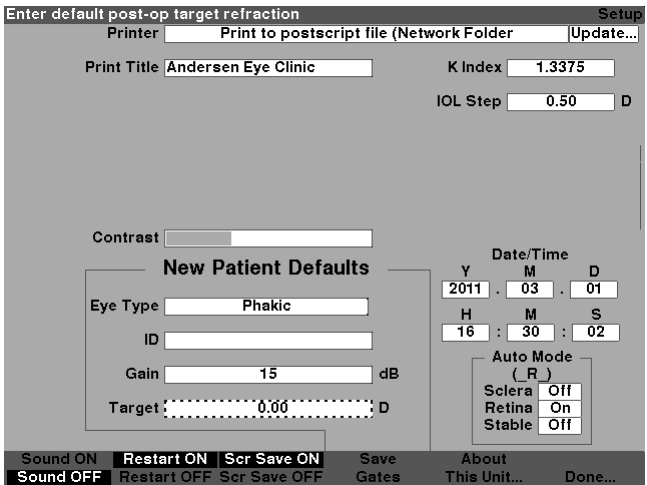 Enter default post-op target refraction Setup
Printer Print to postscript file (Network Folder Update...
Print Title Andersen Eye Clinic K Index 1.3375
IOL Step 0.50 D
Contrast
Date/Time
New Patient Defaults Y M D
2011 . 03 . 01
Eye Type Phakic H M S
ID 16 : 30 : 02
Auto Mode
Gain 15 dB (_R_)
Sclera Off
Retina On
Target 0.00 D Stable Off
Sound ON Restart ON Scr Save ON Save About
Sound OFF Restart OFF Scr Save OFF Gates This Unit... Done...